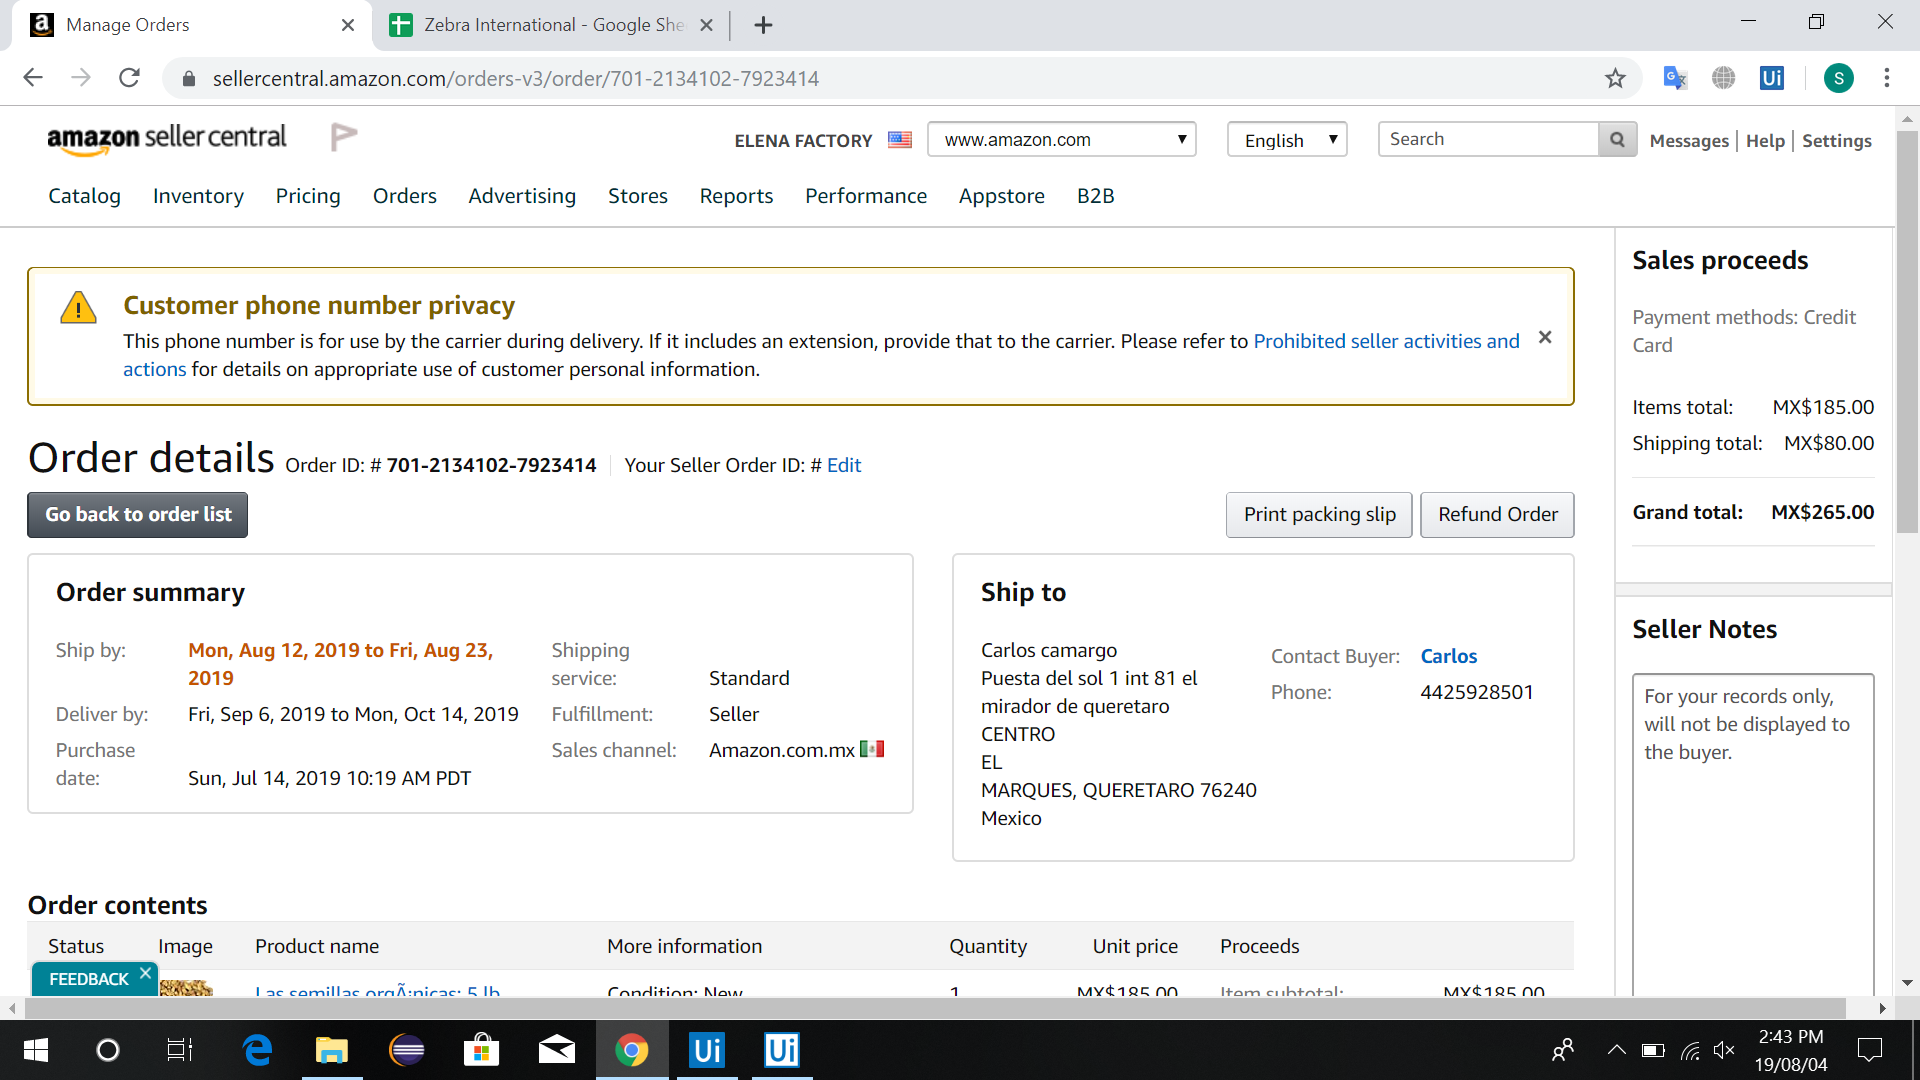 Manage Orders
Zebra International - Google She
sellercentral.amazon.com/orders-v3/order/701-2134102-7923414
S
amazon seller central
ELENA FACTORY
www.amazon.com
English
Search
Messages
Help
Settings
Catalog
Inventory
Pricing
Orders
Advertising
Stores
Reports
Performance
Appstore
B2B
Customer phone number privacy
This phone number is for use by the carrier during delivery. If it includes an extension, provide that to the carrier. Please refer to Prohibited seller activities and
actions for details on appropriate use of customer personal information.
Order details
Order ID: # 701-2134102-7923414
Your Seller Order ID: # Edit
Go back to order list
Print packing slip
Refund Order
Order summary
Ship by:
Mon, Aug 12, 2019 to Fri, Aug 23,
2019
Deliver by:
Fri, Sep 6, 2019 to Mon, Oct 14, 2019
Purchase
date:
Sun, Jul 14, 2019 10:19 AM PDT
Shipping
service:
Standard
Fulfillment:
Seller
Sales channel:
Amazon.com.mx
Ship to
Carlos camargo
Puesta del sol 1 int 81 el
mirador de queretaro
CENTRO
EL
MARQUES, QUERETARO 76240
Mexico
Contact Buyer:
Carlos
Phone:
4425928501
Sales proceeds
Payment methods: Credit
Card
Items total:
MX$185.00
Shipping total:
MX$80.00
Grand total:
MX$265.00
Seller Notes
For your records only,
will not be displayed to
the buyer.
Order contents
Status
Image
Product name
More information
Quantity
Unit price
Proceeds
Las semillas orgÃ¡nicas: 5 lb
Condition: New
1
MX$185.00
Item subtotal:
MX$185.00
FEEDBACK
Ui
Ui
Ui
2:43 PM
19/08/04